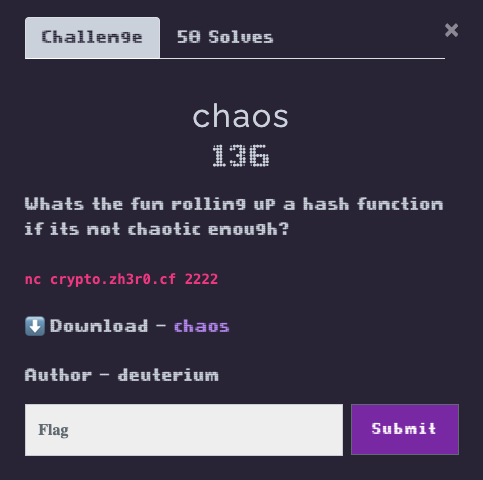 Challenge 50 Solves ×
chaos
136
Whats the fun rolling up a hash function
if its not chaotic enough?
nc crypto.zh3r0.cf 2222
Download - chaos
Author - deuterium
Flag Submit